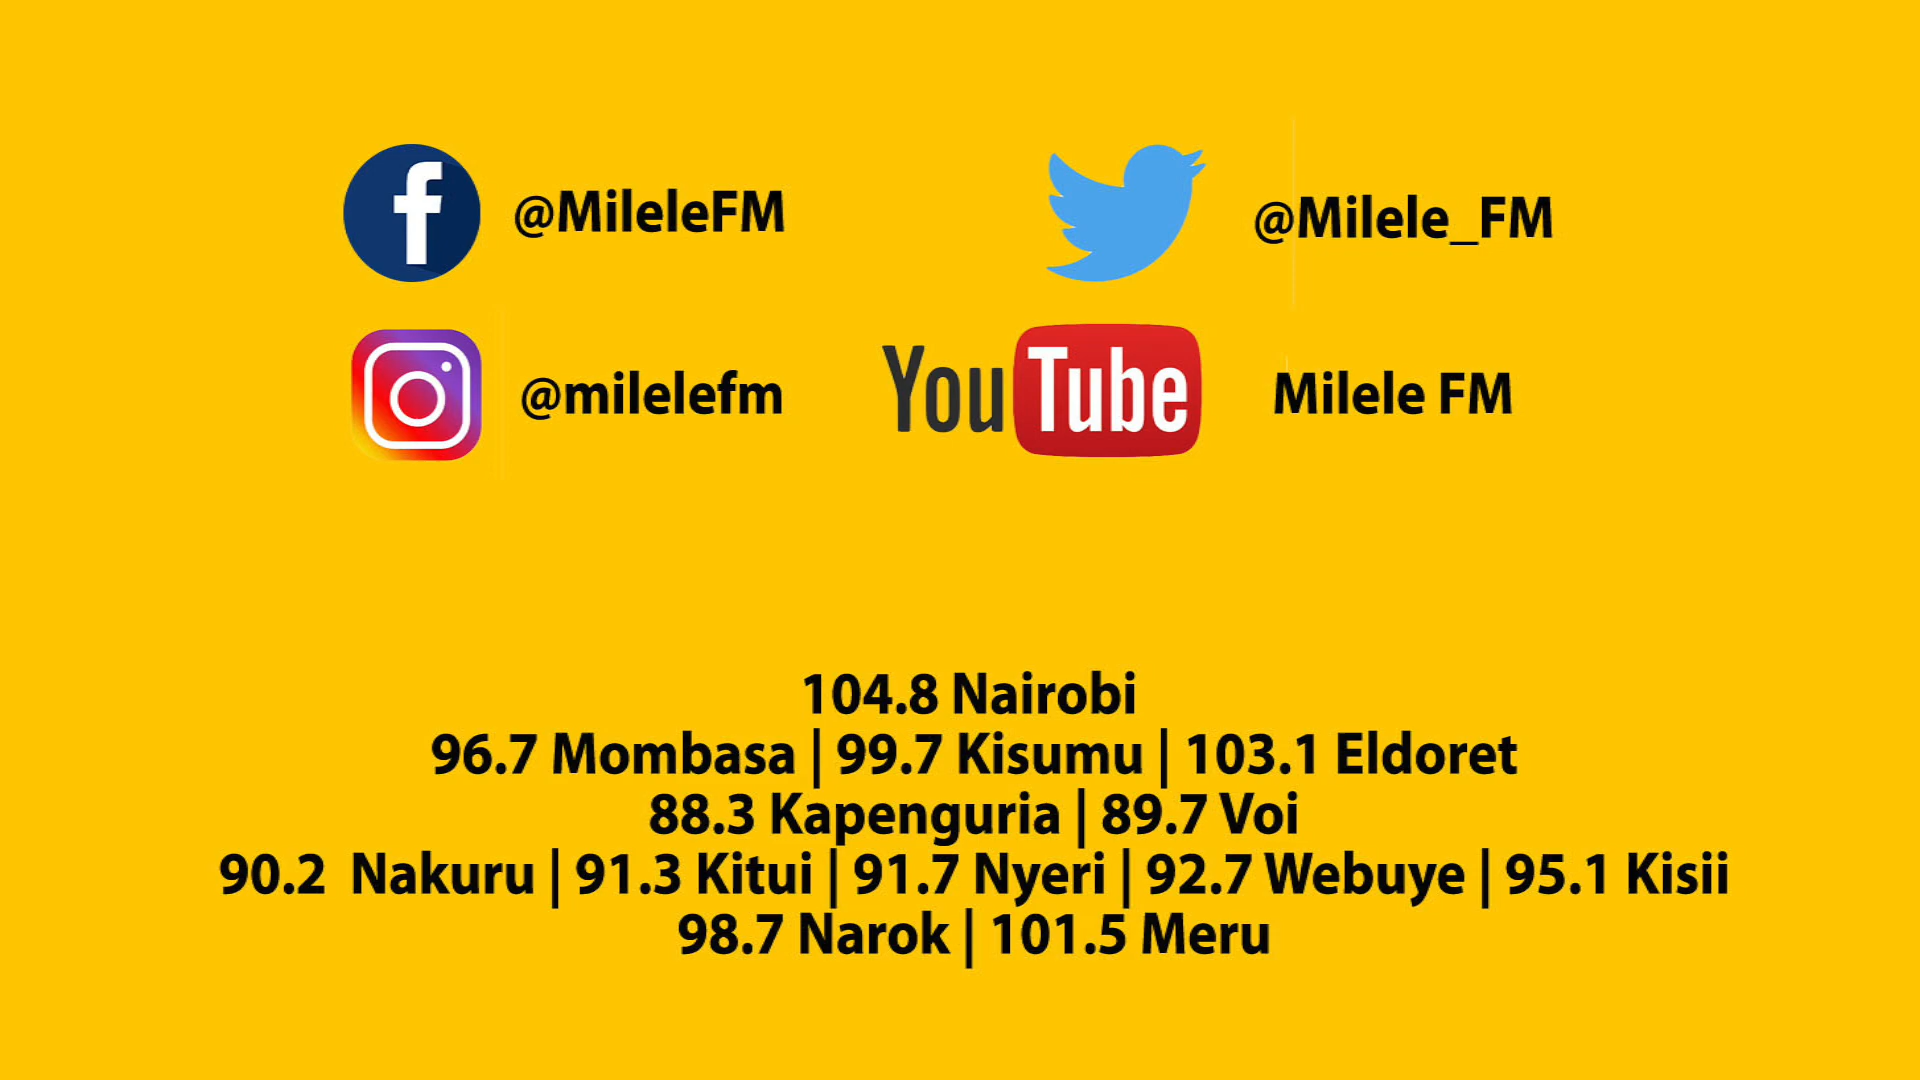 f @MileleFM
@Milele_FM
@milelefm
YouTube Milele FM
104.8 Nairobi
96.7 Mombasa | 99.7 Kisumu | 103.1 Eldoret
88.3 Kapenguria | 89.7 Voi
90.2 Nakuru | 91.3 Kitui | 91.7 Nyeri | 92.7 Webuye | 95.1 Kisii
98.7 Narok | 101.5 Meru